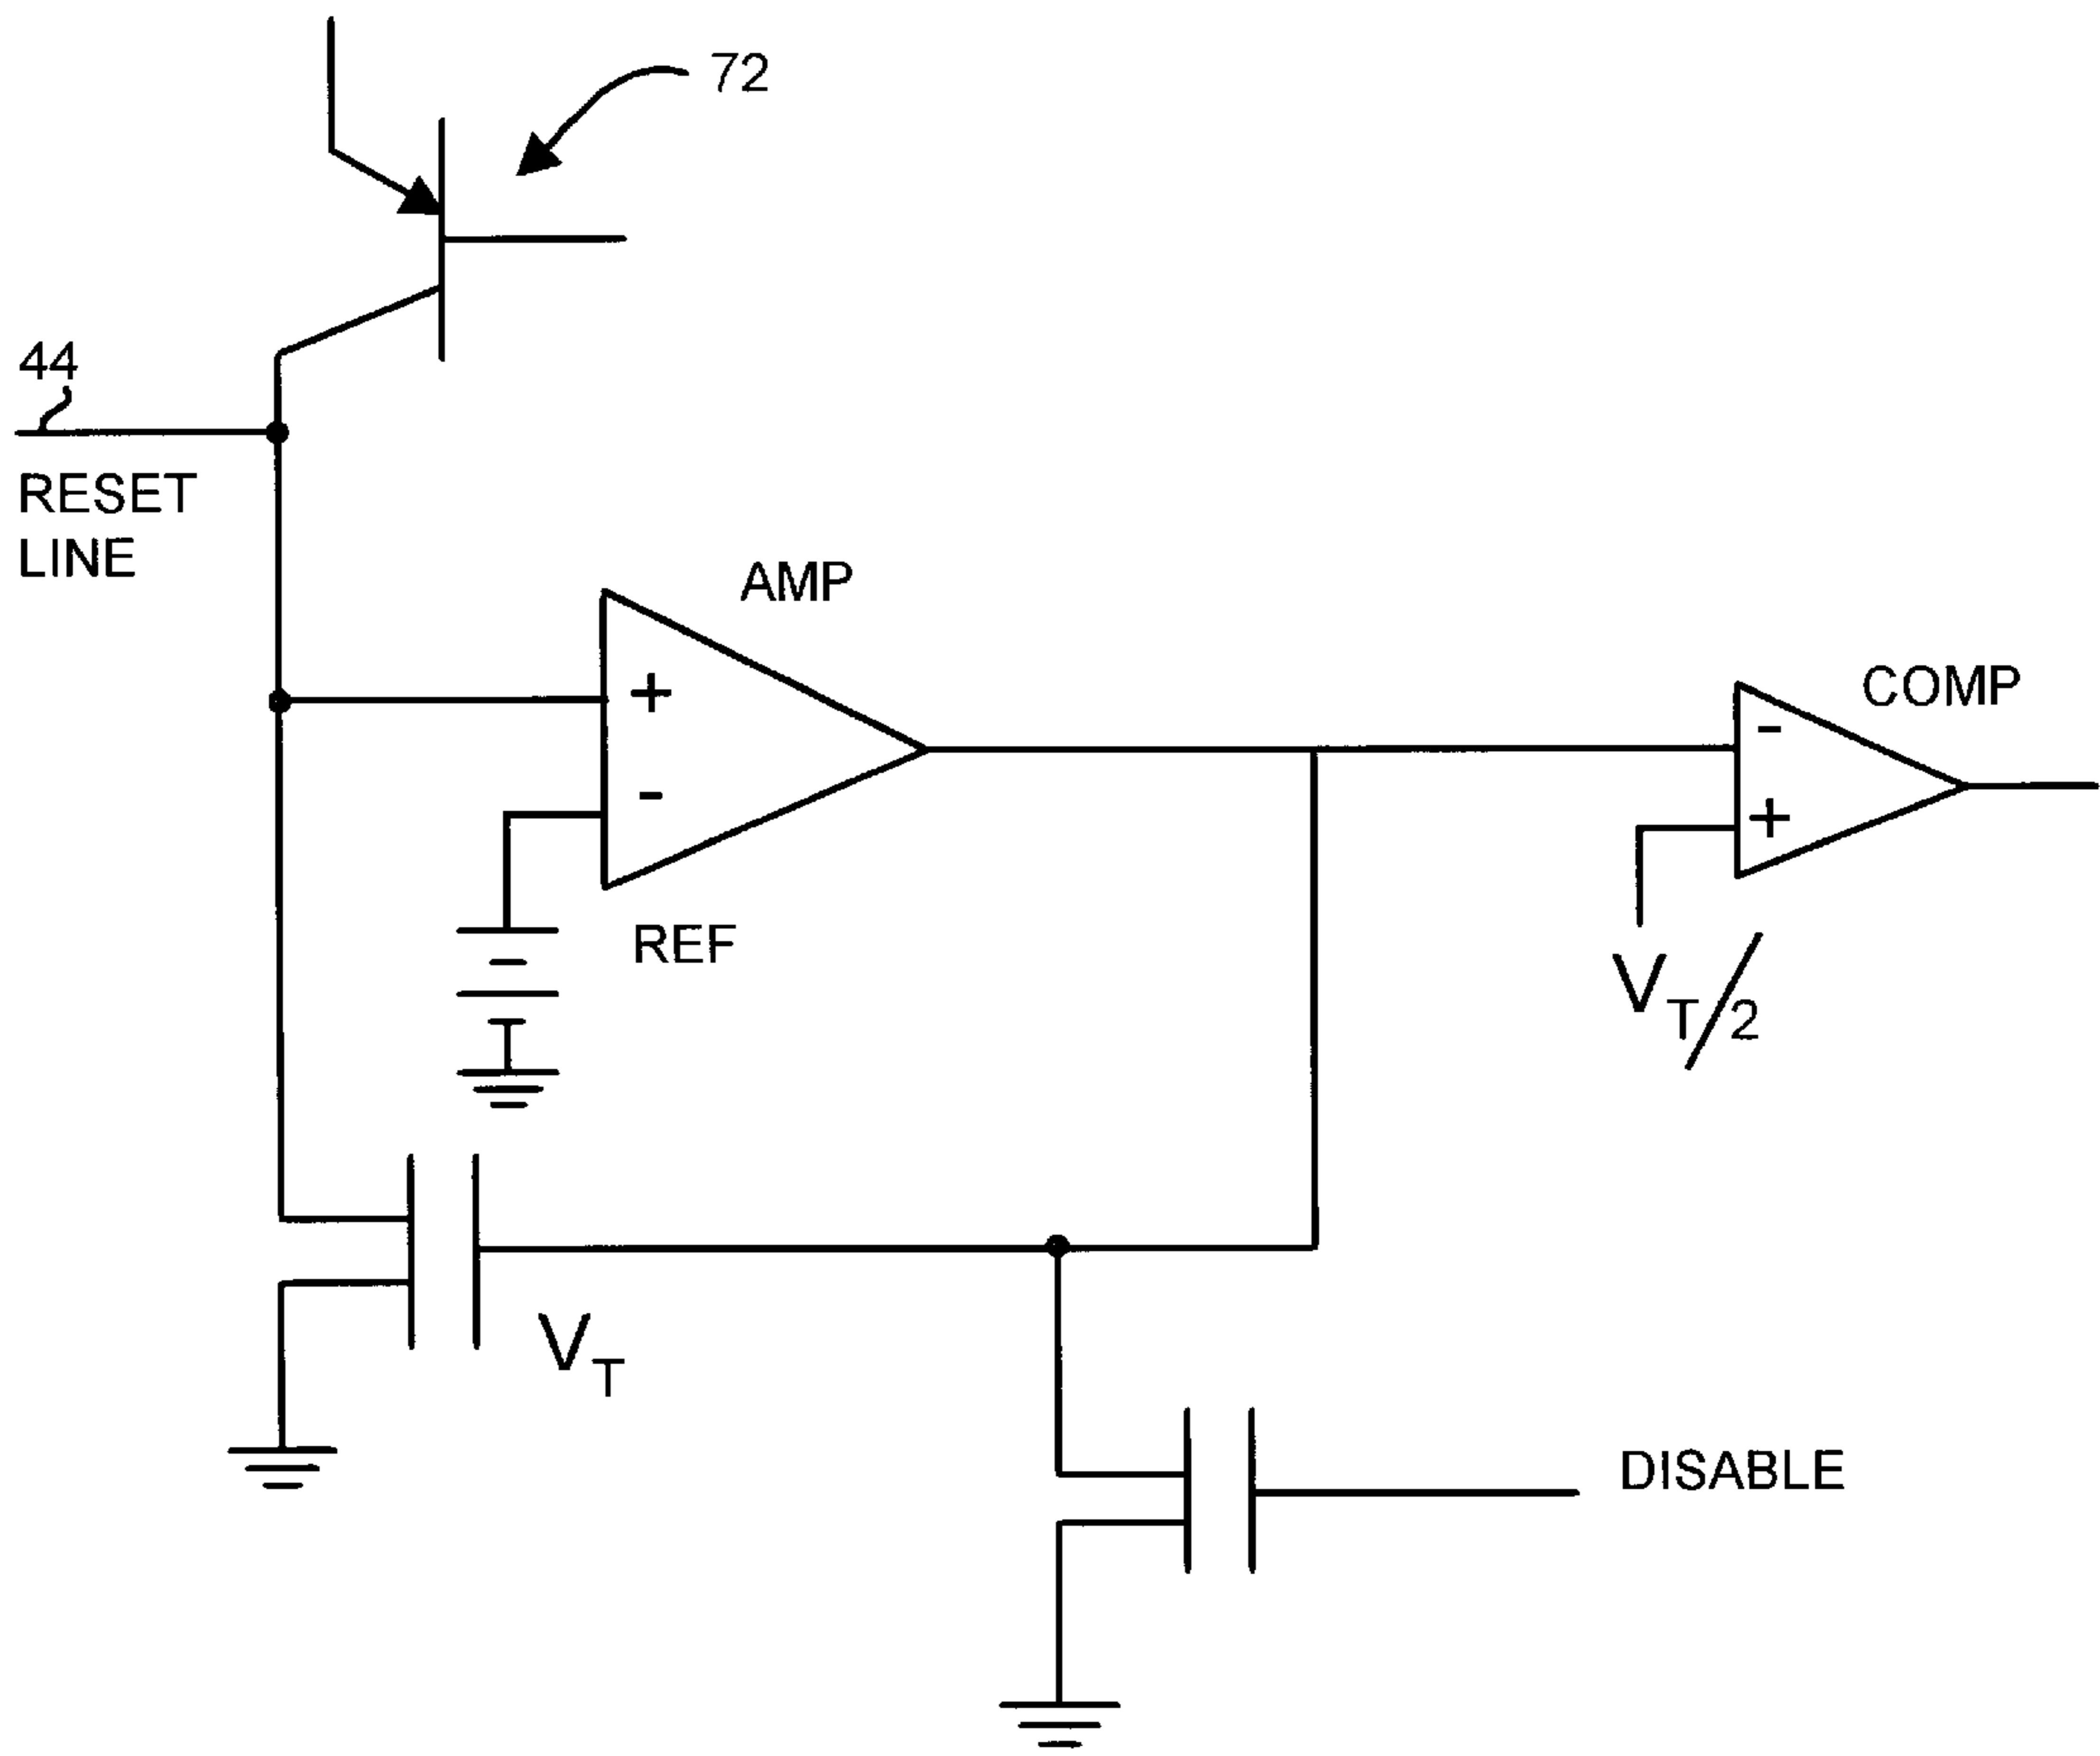 72
44
RESET
LINE
AMP
+
-
REF
COMP
-
+
VT/2
VT
DISABLE